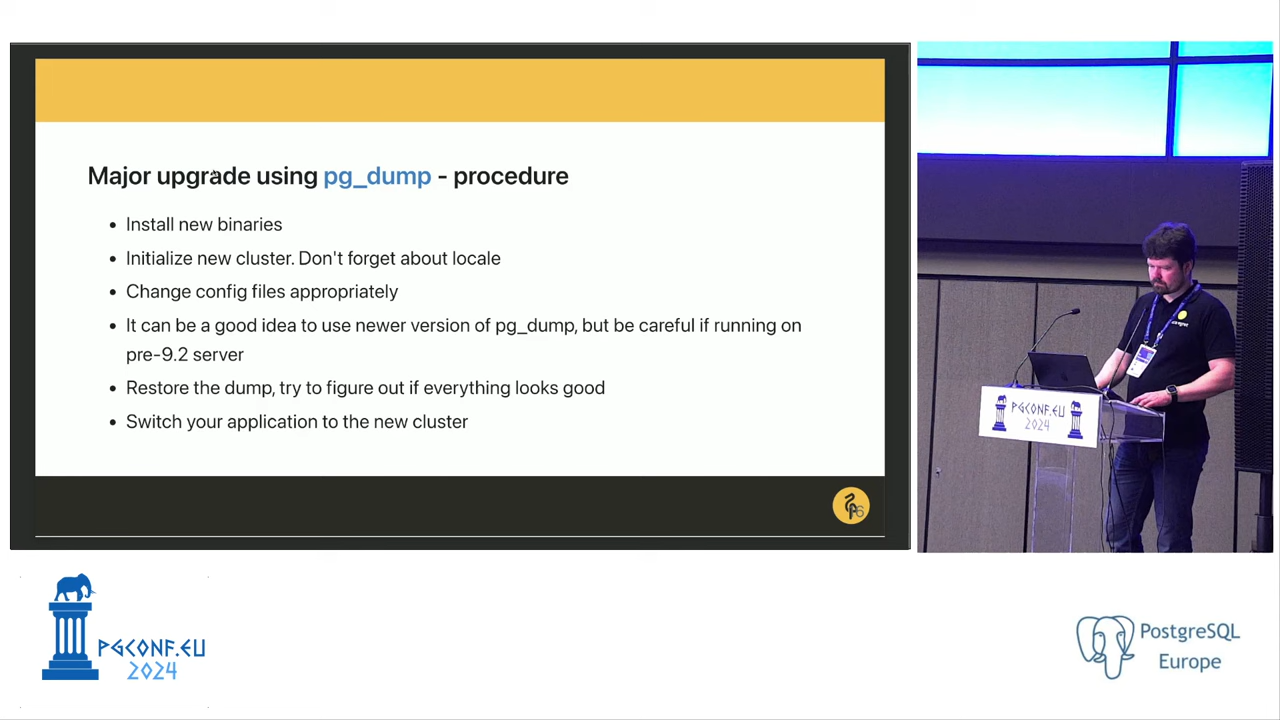 Major upgrade using pg_dump - procedure
• Install new binaries
• Initialize new cluster. Don't forget about locale
• Change config files appropriately
• It can be a good idea to use newer version of pg_dump, but be careful if running on
pre-9.2 server
• Restore the dump, try to figure out if everything looks good
• Switch your application to the new cluster
PGCONF.EU
2024
PGCONF.EU
2024
PostgreSQL
Europe